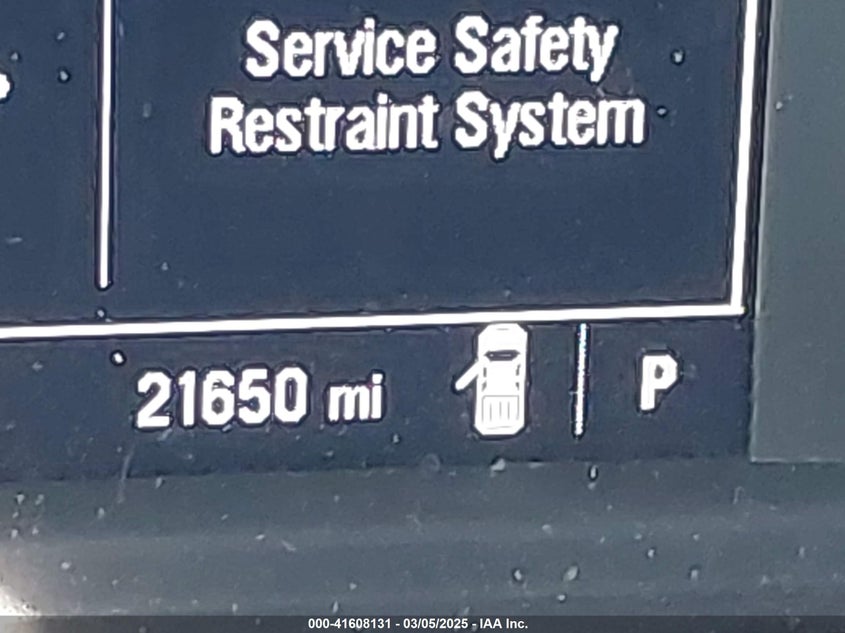 Service Safety
Restraint System
21650 mi
P
000-41608131 - 03/05/2025 - IAA Inc.